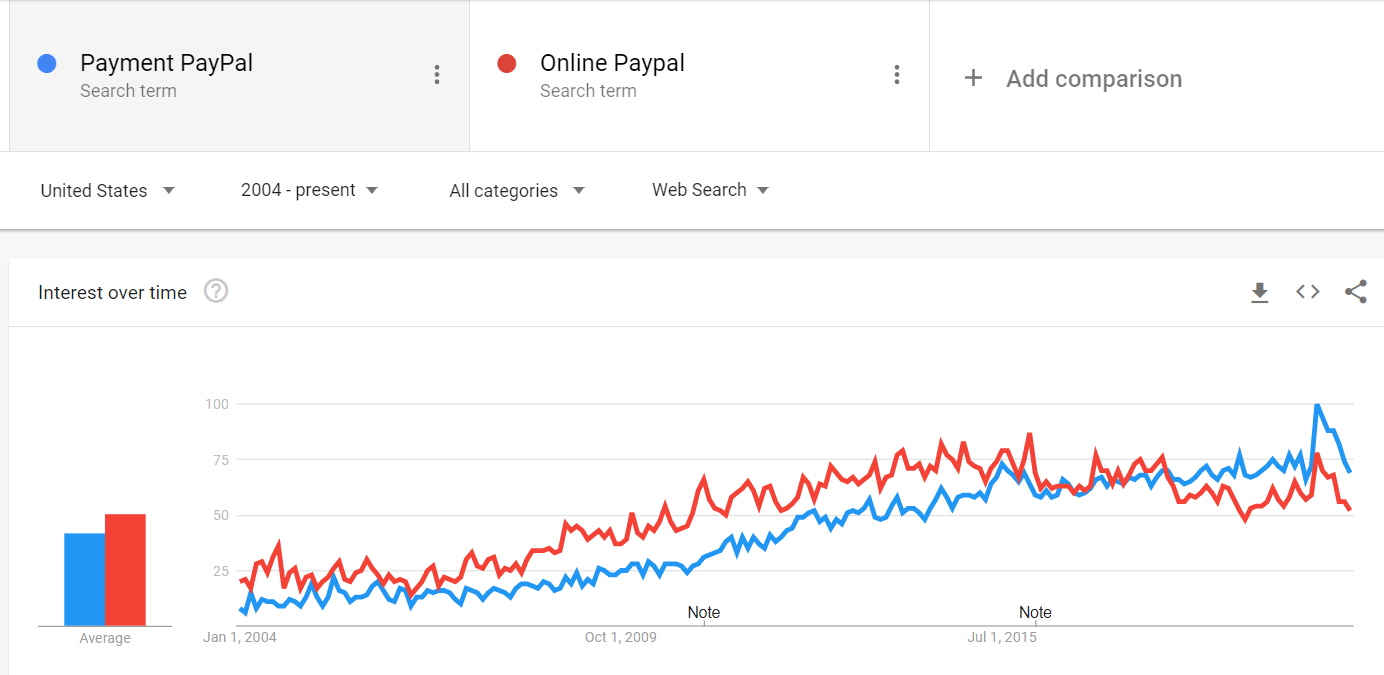 Payment PayPal
Search term
Online Paypal
Search term
+ Add comparison
United States
2004 - present
All categories
Web Search
Interest over time
?
100
75
50
25
Note
Note
Average
Jan 1, 2004
Oct 1, 2009
Jul 1, 2015